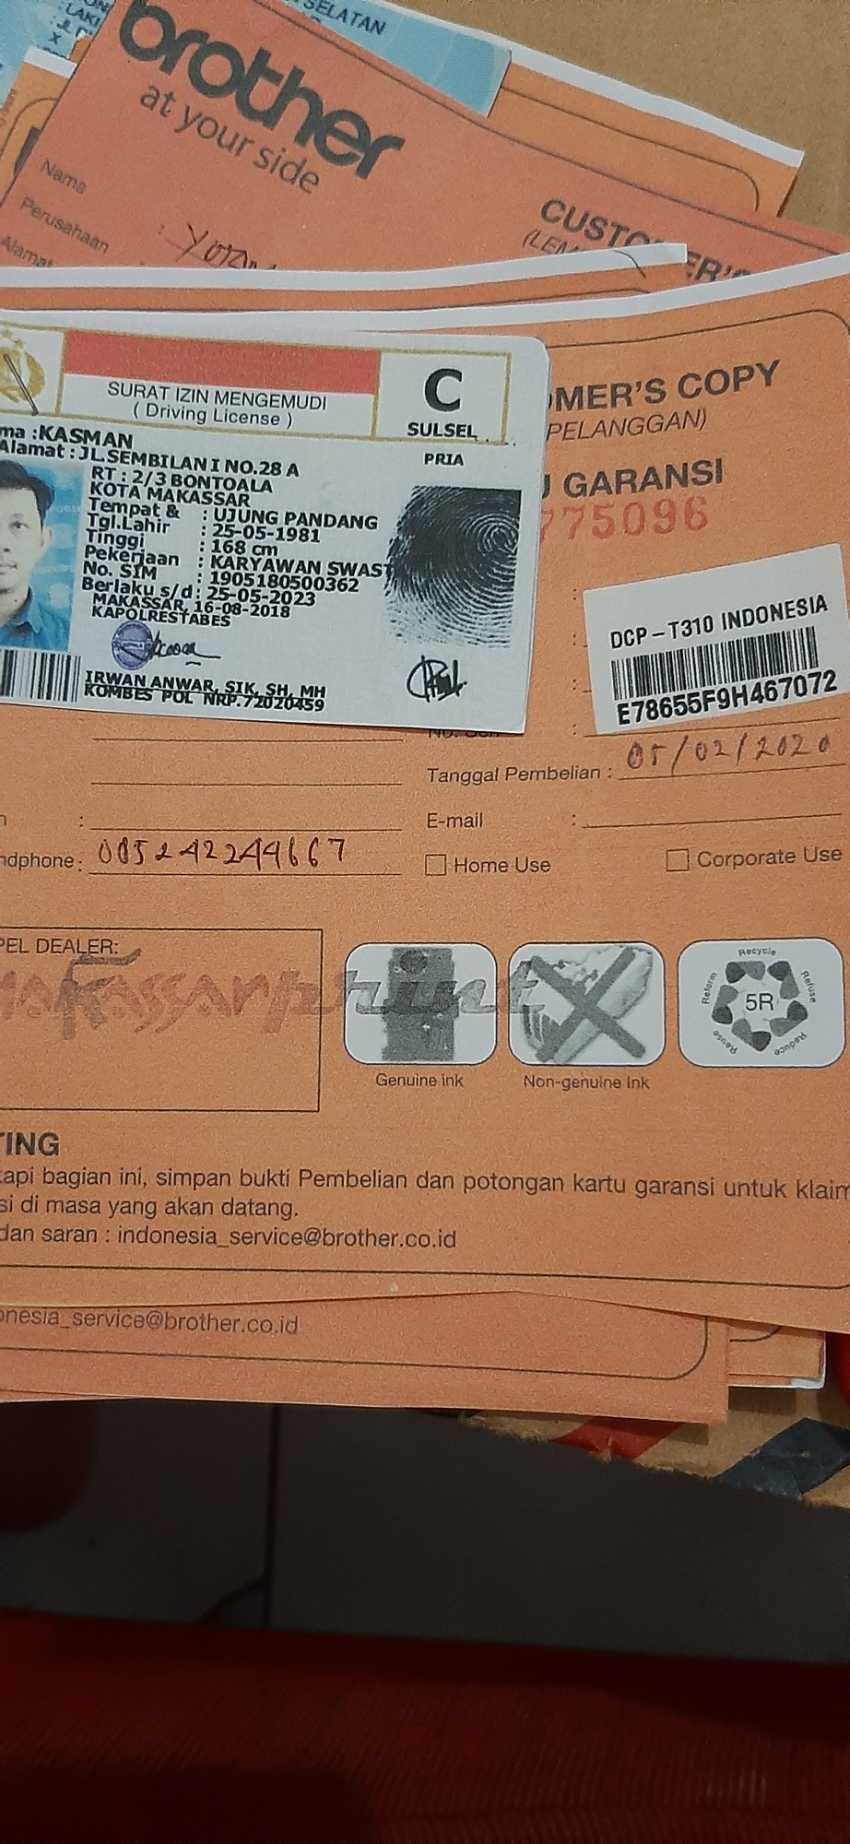 SELATAN
LAKI
brother
at your side
Nama
Perusahaan
Alamat
CUSTOMER'S
SURAT IZIN MENGEMUDI
( Driving License )
C
SULSEL
PRIA
ma :KASMAN
Alamat : JL.SEMBILAN I NO.28 A
RT : 2/3 BONTOALA
KOTA MAKASSAR
Tempat & : UJUNG PANDANG
Tgl.Lahir : 25-05-1981
Tinggi : 168 cm
Pekerjaan : KARYAWAN SWAST
No. SIM : 1905180500362
Berlaku s/d : 25-05-2023
MAKASSAR, 16-08-2018
KAPOLRESTABES
IRWAN ANWAR, SIK, SH, MH
KOMBES POL NRP.72020459
OMER'S COPY
PELANGGAN)
U GARANSI
775096
DCP-T310 INDONESIA
E78655F9H467072
Tanggal Pembelian : 05/02/2020
E-mail :
ndphone : 085242244667
Home Use
Corporate Use
PEL DEALER:
makassarprint
Genuine ink
Non-genuine Ink
Recycle
Refuse
Reduce
Reuse
Reform
5R
TING
kapi bagian ini, simpan bukti Pembelian dan potongan kartu garansi untuk klaim
si di masa yang akan datang.
dan saran : indonesia_service@brother.co.id
onesia_service@brother.co.id